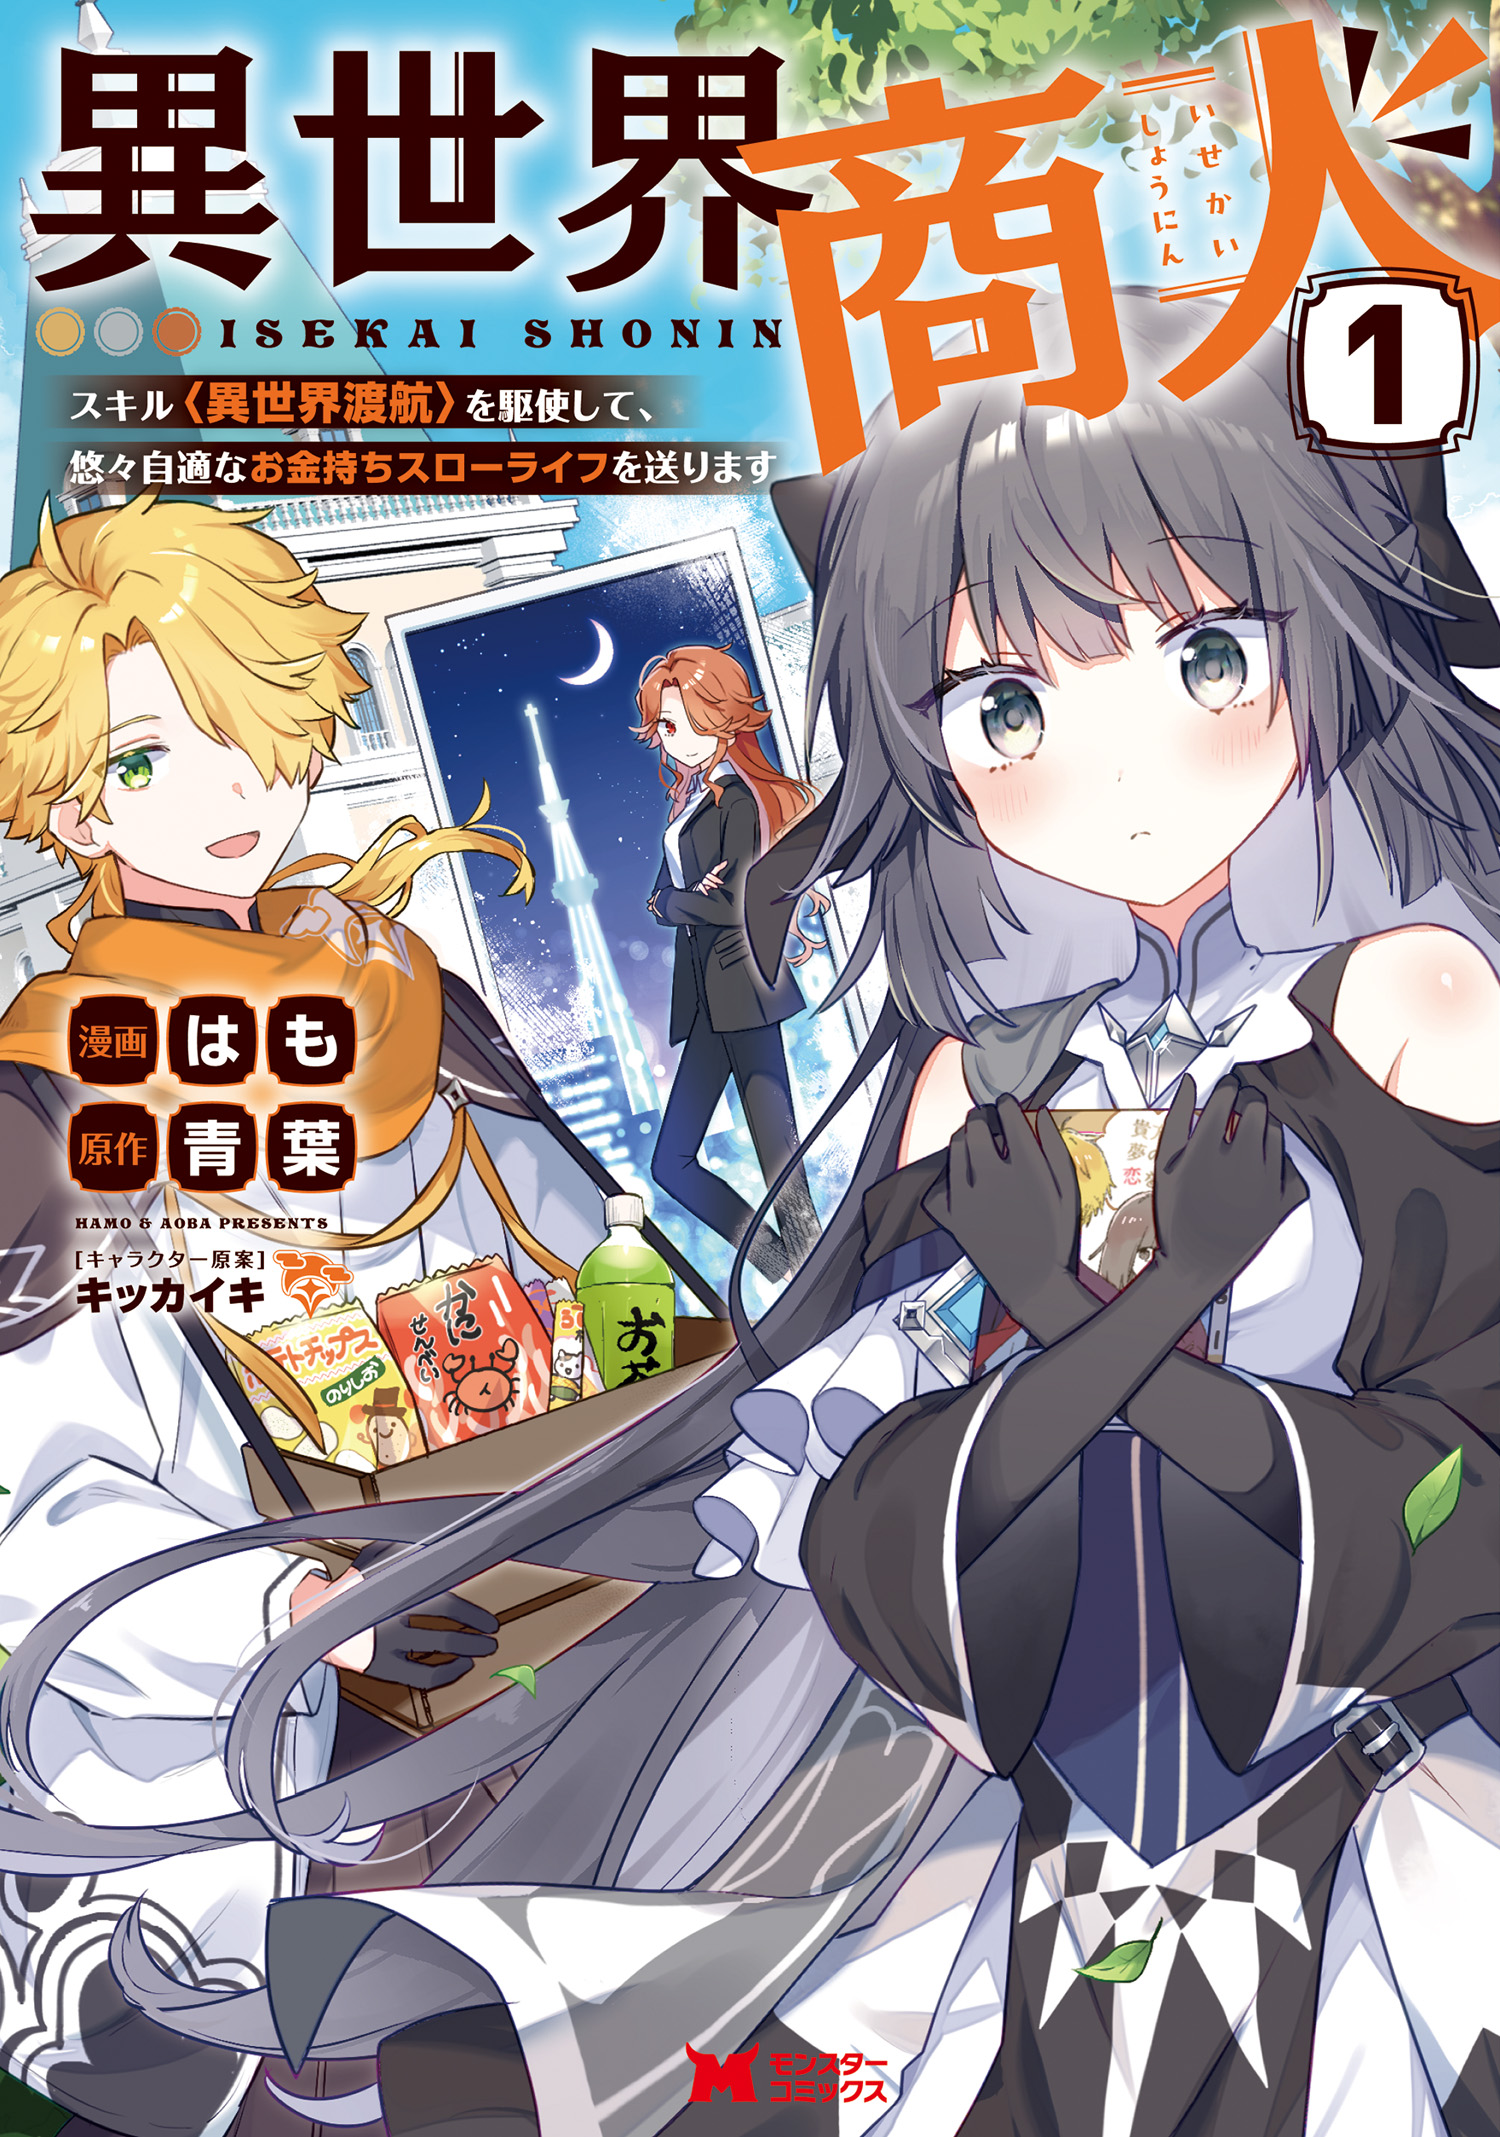 異世界商人
いせかい
しょうにん
1
ISEKAI SHONIN
スキル〈異世界渡航〉を駆使して、
悠々自適なお金持ちスローライフを送ります
漫画 はも
原作 青葉
HAMO & AOBA PRESENTS
[キャラクター原案]
キッカイキ
ポテトチップス
のりしお
かに
せんべい
お茶
モンスター
コミックス